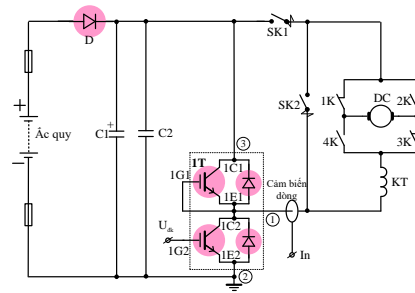 SK1
D
1K
2K
DC
SK2
+
Ắc quy
+
C1
C2
4K
3K
③
1T
1C1
1G1
Cảm biến
dòng
KT
1E1
①
1C2
Uđk
1G2
1E2
In
②